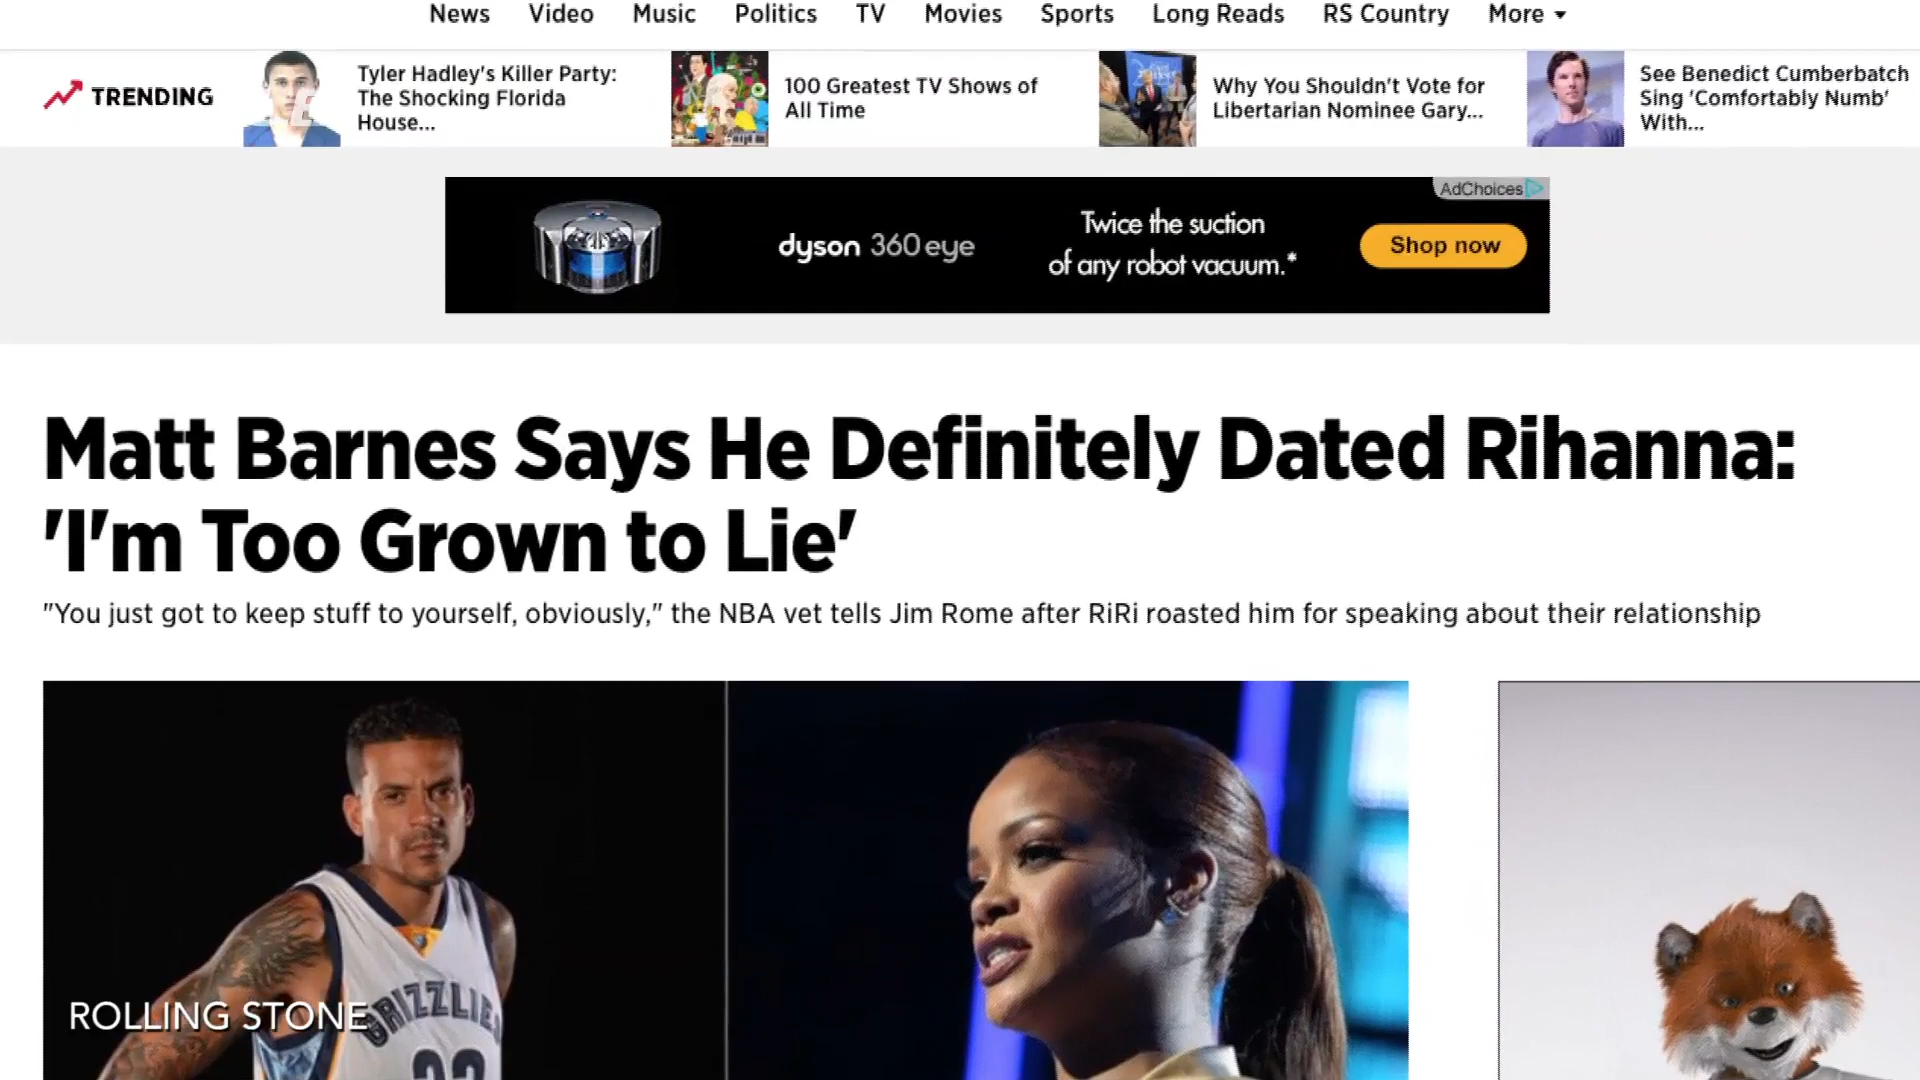 News Video Music Politics TV Movies Sports Long Reads RS Country More
TRENDING
Tyler Hadley's Killer Party:
The Shocking Florida
House...
100 Greatest TV Shows of
All Time
Why You Shouldn't Vote for
Libertarian Nominee Gary...
See Benedict Cumberbatch
Sing 'Comfortably Numb'
With...
AdChoices
dyson 360 eye
Twice the suction
of any robot vacuum.*
Shop now
Matt Barnes Says He Definitely Dated Rihanna:
'I'm Too Grown to Lie'
"You just got to keep stuff to yourself, obviously," the NBA vet tells Jim Rome after RiRi roasted him for speaking about their relationship
ROLLING STONE
GRIZZLIES